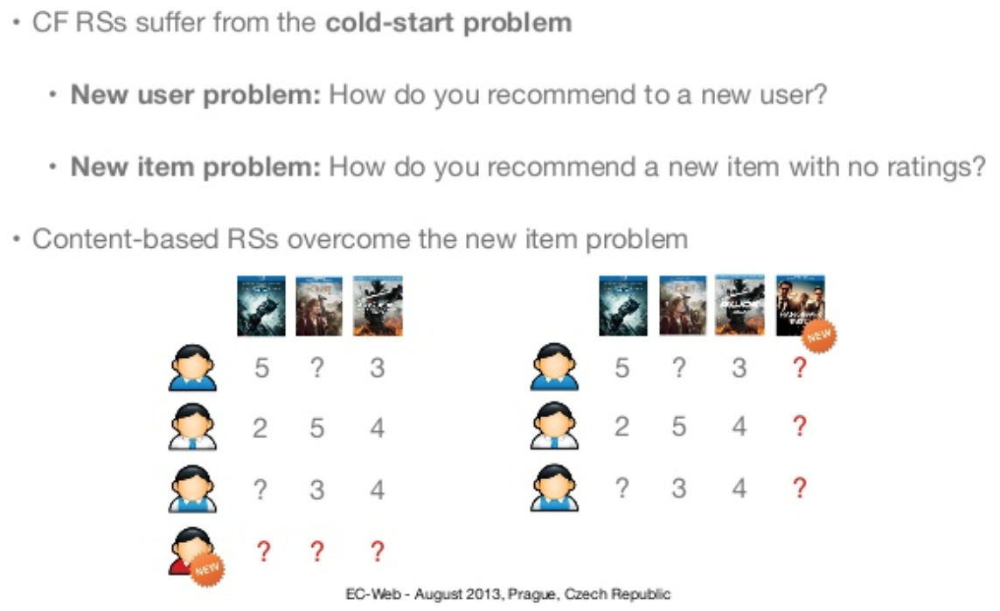 • CF RSs suffer from the cold-start problem
• New user problem: How do you recommend to a new user?
• New item problem: How do you recommend a new item with no ratings?
• Content-based RSs overcome the new item problem
NEW
5 ? 3
5 ? 3 ?
2 5 4
2 5 4 ?
? 3 4
? 3 4 ?
NEW ? ? ?
EC-Web - August 2013, Prague, Czech Republic